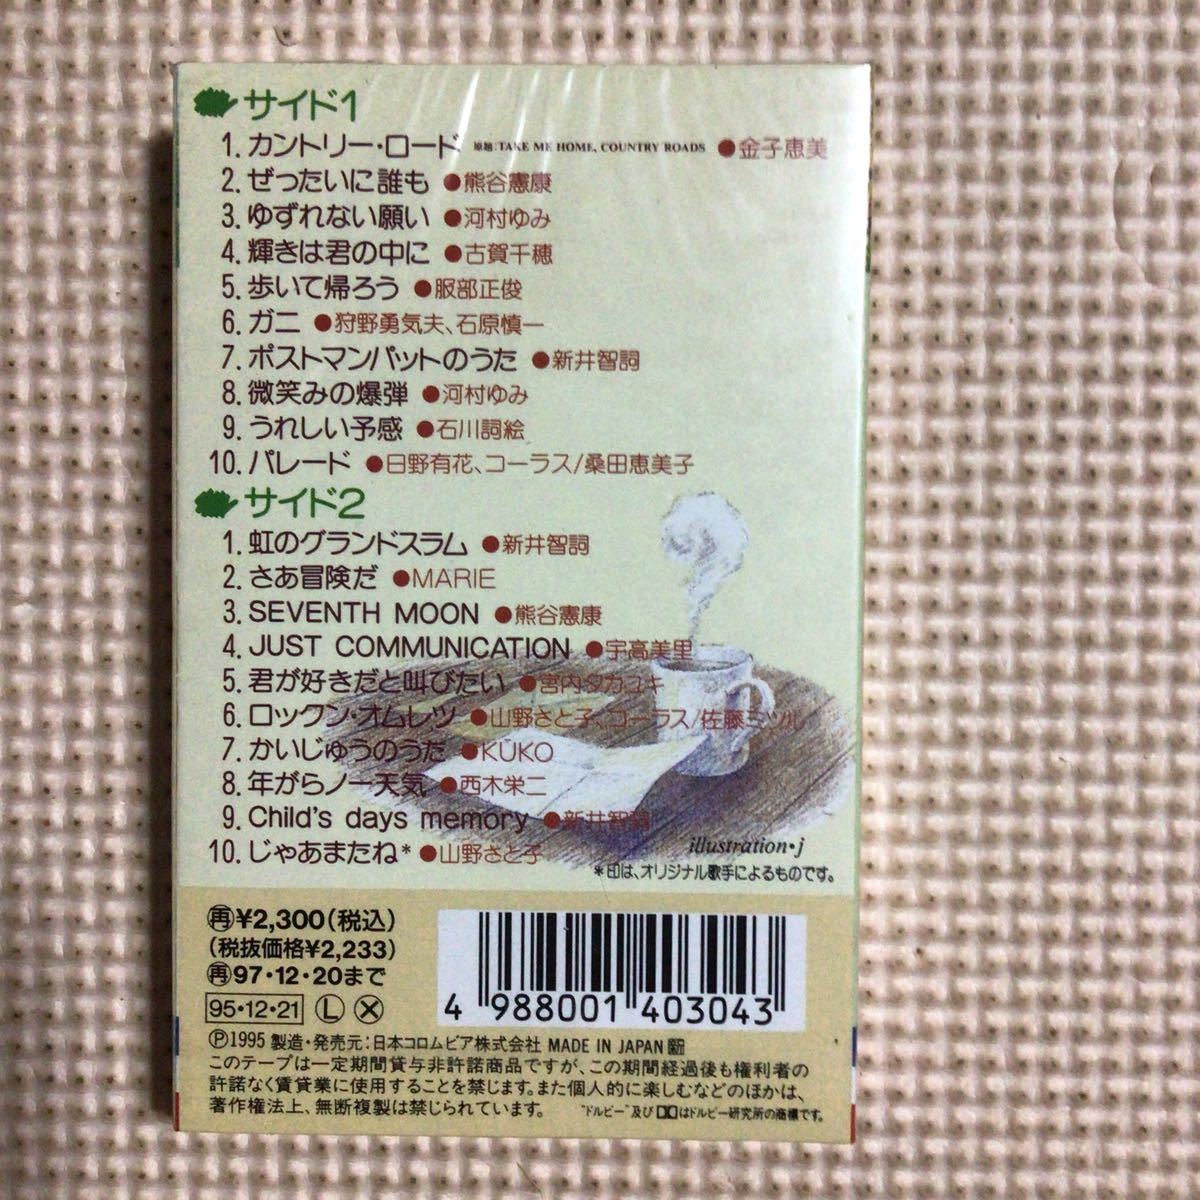 サイド1
1. カントリー・ロード 原題:TAKE ME HOME, COUNTRY ROADS ●金子恵美
2. ぜったいに誰も ●熊谷憲康
3. ゆずれない願い ●河村ゆみ
4. 輝きは君の中に ●古賀千穂
5. 歩いて帰ろう ●服部正俊
6. ガニ ●狩野勇気夫、石原慎一
7. ポストマンパットのうた ●新井智詞
8. 微笑みの爆弾 ●河村ゆみ
9. うれしい予感 ●石川詞絵
10. パレード ●日野有花、コーラス/桑田恵美子
サイド2
1. 虹のグランドスラム ●新井智詞
2. さあ冒険だ ●MARIE
3. SEVENTH MOON ●熊谷憲康
4. JUST COMMUNICATION ●宇高美里
5. 君が好きだと叫びたい ●宮内タカユキ
6. ロックン・オムレツ ●山野さと子、コーラス/佐藤ミツル
7. かいじゅうのうた ●KŪKO
8. 年がらノー天気 ●西木栄二
9. Child's days memory ●新井智詞
10. じゃあまたね* ●山野さと子
illustration・j
*印は、オリジナル歌手によるものです。
再¥2,300(税込)
(税抜価格¥2,233)
再97・12・20まで
95・12・21 L X
4 988001 403043
Ⓟ1995 製造・発売元:日本コロムビア株式会社 MADE IN JAPAN
このテープは一定期間貸与非許諾商品ですが、この期間経過後も権利者の
許諾なく賃貸業に使用することを禁じます。また個人的に楽しむなどのほかは、
著作権法上、無断複製は禁じられています。 "ドルビー"及びはドルビー研究所の商標です。